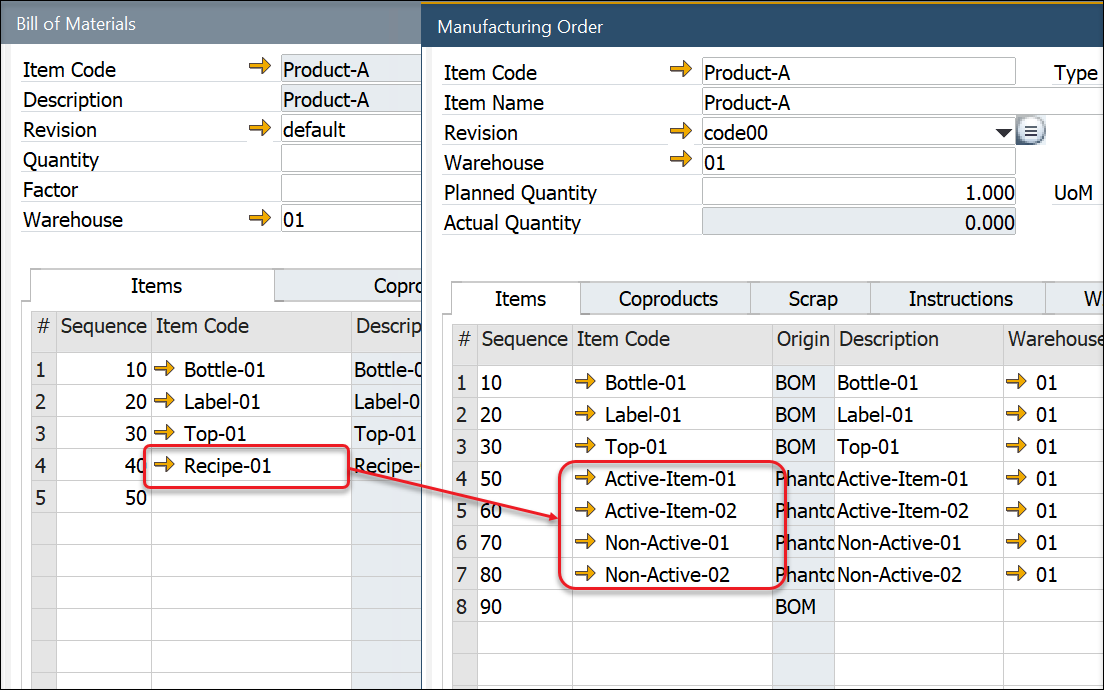 Bill of Materials
Item Code Product-A
Description Product-A
Revision default
Quantity
Factor
Warehouse 01
Items Copro
# Sequence Item Code Descrip
1 10 Bottle-01 Bottle-0
2 20 Label-01 Label-0
3 30 Top-01 Top-01
4 40 Recipe-01 Recipe-
5 50
Manufacturing Order
Item Code Product-A Type
Item Name Product-A
Revision code00
Warehouse 01
Planned Quantity 1.000 UoM
Actual Quantity 0.000
Items Coproducts Scrap Instructions W
# Sequence Item Code Origin Description Warehouse
1 10 Bottle-01 BOM Bottle-01 01
2 20 Label-01 BOM Label-01 01
3 30 Top-01 BOM Top-01 01
4 50 Active-Item-01 Phanto Active-Item-01 01
5 60 Active-Item-02 Phanto Active-Item-02 01
6 70 Non-Active-01 Phanto Non-Active-01 01
7 80 Non-Active-02 Phanto Non-Active-02 01
8 90 BOM